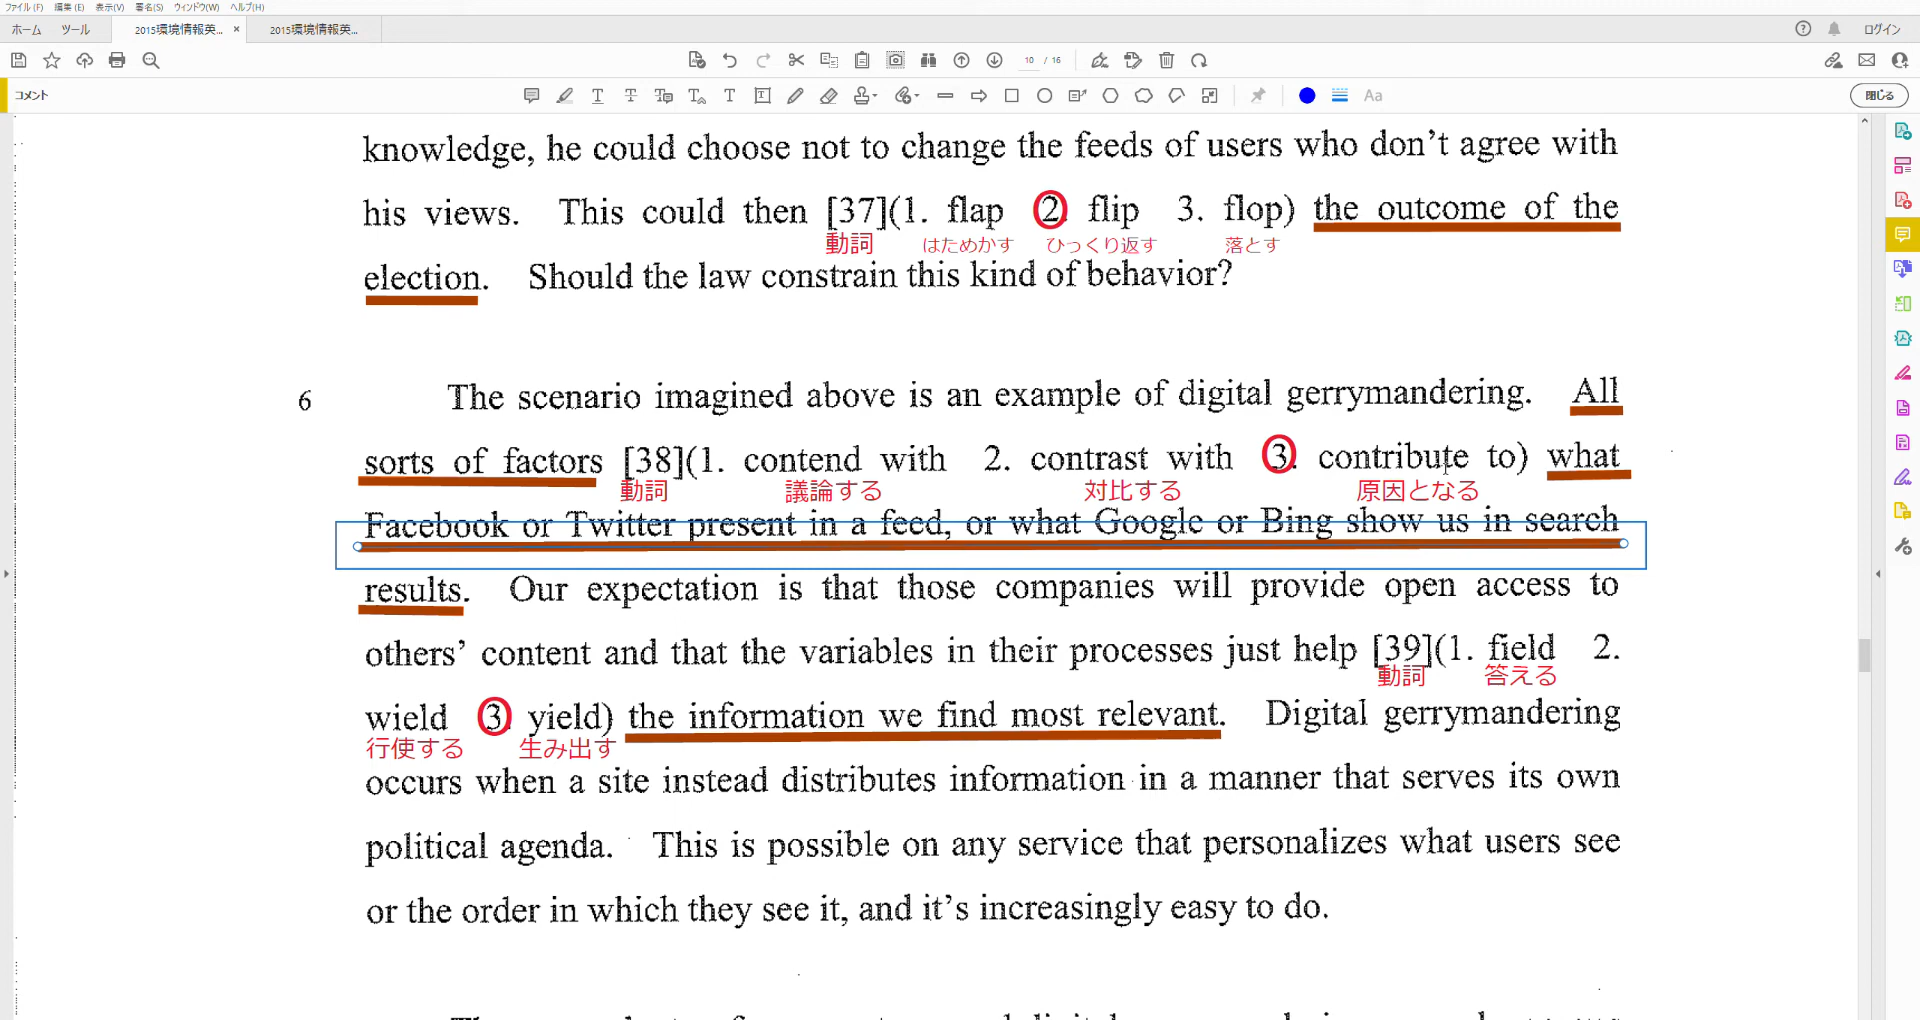 ファイル(F) 編集(E) 表示(V) 署名(S) ウィンドウ(W) ヘルプ(H)
ホーム ツール 2015環境情報英... × 2015環境情報英... ログイン
10 / 16
コメント Aa 閉じる
knowledge, he could choose not to change the feeds of users who don't agree with
his views. This could then [37](1. flap 2. flip 3. flop) the outcome of the
動詞 はためかす ひっくり返す 落とす
election. Should the law constrain this kind of behavior?
6 The scenario imagined above is an example of digital gerrymandering. All
sorts of factors [38](1. contend with 2. contrast with 3. contribute to) what
動詞 議論する 対比する 原因となる
Facebook or Twitter present in a feed, or what Google or Bing show us in search
results. Our expectation is that those companies will provide open access to
others' content and that the variables in their processes just help [39](1. field 2.
動詞 答える
wield 3. yield) the information we find most relevant. Digital gerrymandering
行使する 生み出す
occurs when a site instead distributes information in a manner that serves its own
political agenda. This is possible on any service that personalizes what users see
or the order in which they see it, and it's increasingly easy to do.